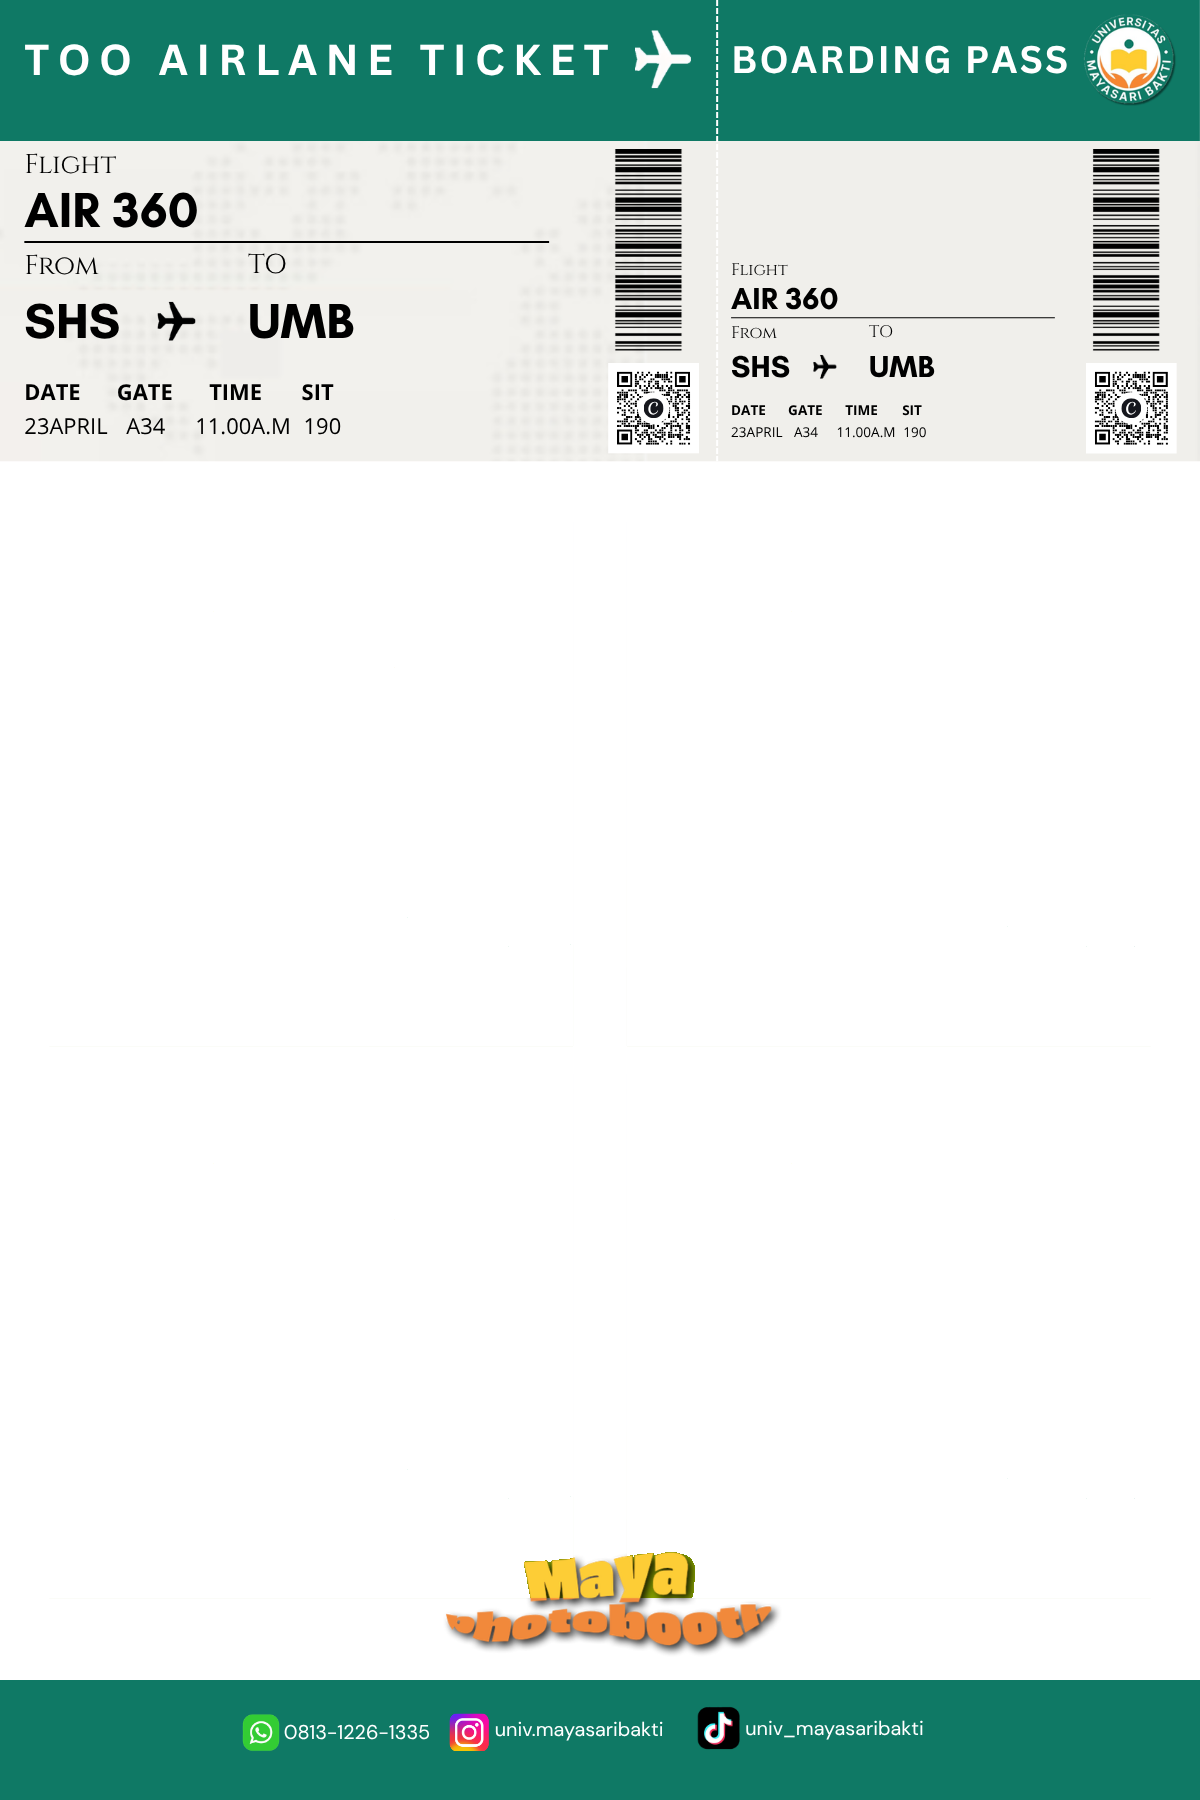 TOO AIRLANE TICKET
BOARDING PASS
UNIVERSITAS
MAYASARI BAKTI
Flight
AIR 360
From TO
SHS UMB
DATE GATE TIME SIT
23APRIL A34 11.00A.M 190
Flight
AIR 360
From TO
SHS UMB
DATE GATE TIME SIT
23APRIL A34 11.00A.M 190
Maya
photobooth
0813-1226-1335
univ.mayasaribakti
univ_mayasaribakti